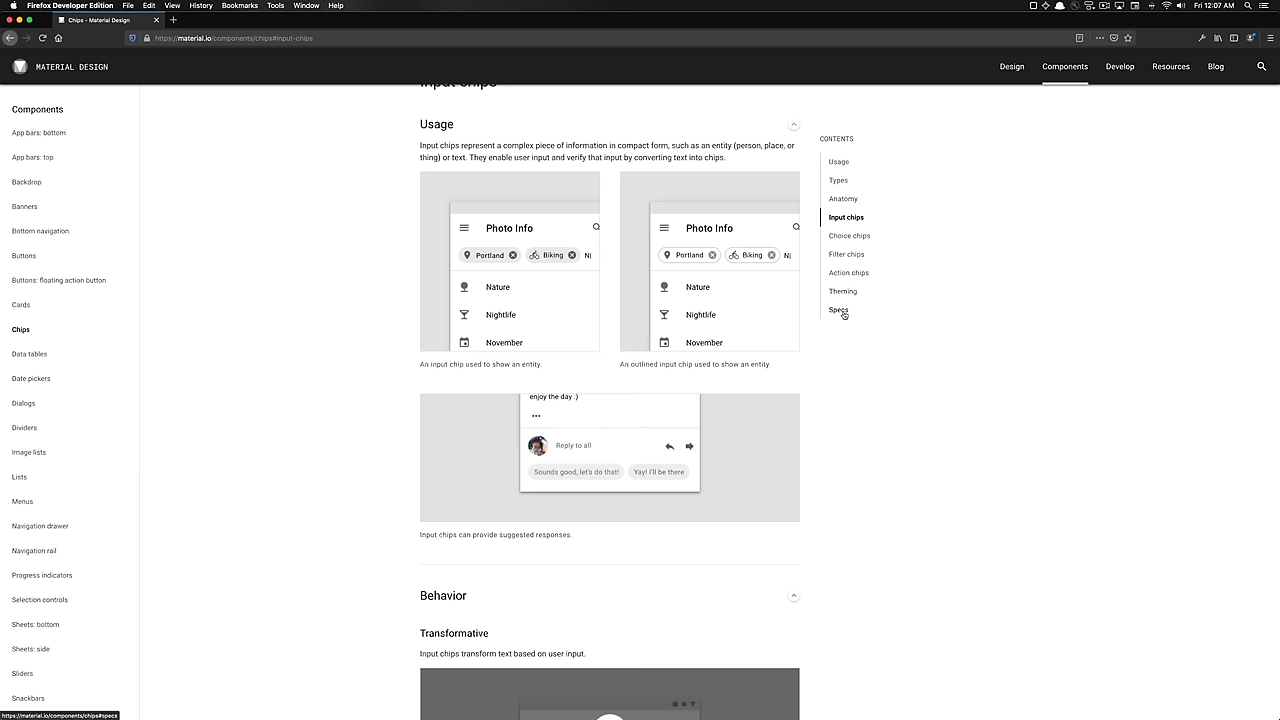 Firefox Developer Edition File Edit View History Bookmarks Tools Window Help Fri 12:07 AM
Chips - Material Design
https://material.io/components/chips#input-chips
MATERIAL DESIGN
Design Components Develop Resources Blog
Components
App bars: bottom
App bars: top
Backdrop
Banners
Bottom navigation
Buttons
Buttons: floating action button
Cards
Chips
Data tables
Date pickers
Dialogs
Dividers
Image lists
Lists
Menus
Navigation drawer
Navigation rail
Progress indicators
Selection controls
Sheets: bottom
Sheets: side
Sliders
Snackbars
https://material.io/components/chips#specs
Input chips
Usage
Input chips represent a complex piece of information in compact form, such as an entity (person, place, or
thing) or text. They enable user input and verify that input by converting text into chips.
Photo Info
Portland Biking N
Nature
Nightlife
November
An input chip used to show an entity.
Photo Info
Portland Biking N
Nature
Nightlife
November
An outlined input chip used to show an entity.
enjoy the day :)
Reply to all
Sounds good, let's do that! Yay! I'll be there
Input chips can provide suggested responses.
Behavior
Transformative
Input chips transform text based on user input.
CONTENTS
Usage
Types
Anatomy
Input chips
Choice chips
Filter chips
Action chips
Theming
Specs